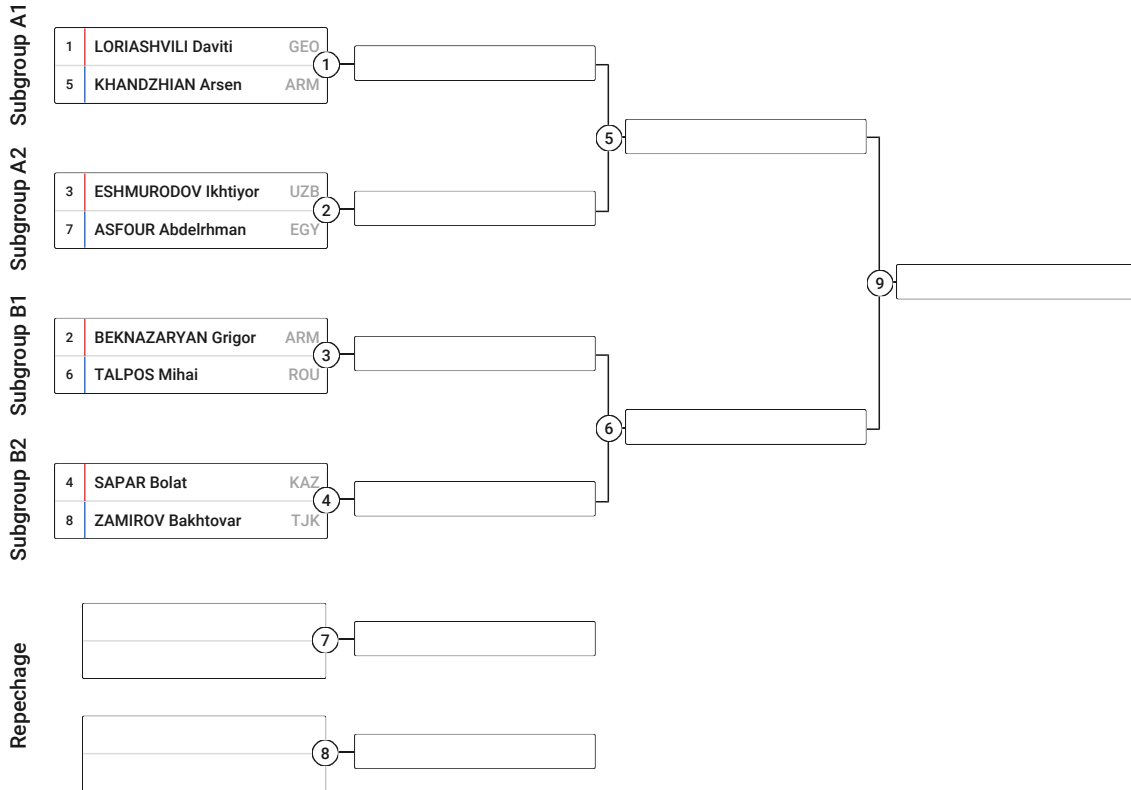 Subgroup A1
1 LORIASHVILI Daviti GEO
1
5 KHANDZHIAN Arsen ARM
5
Subgroup A2
3 ESHMURODOV Ikhtiyor UZB
2
7 ASFOUR Abdelrhman EGY
9
Subgroup B1
2 BEKNAZARYAN Grigor ARM
3
6 TALPOS Mihai ROU
6
Subgroup B2
4 SAPAR Bolat KAZ
4
8 ZAMIROV Bakhtovar TJK
Repechage
7
8